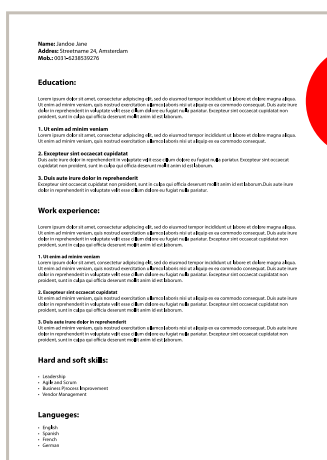 Name: Jandoe Jane
Addres: Streetname 24, Amsterdam
Mob.: 0031-6238539276
Education:
Lorem ipsum dolor sit amet, consectetur adipiscing elit, sed do eiusmod tempor incididunt ut labore et dolore magna aliqua.
Ut enim ad minim veniam, quis nostrud exercitation ullamco laboris nisi ut aliquip ex ea commodo consequat. Duis aute irure
dolor in reprehenderit in voluptate velit esse cillum dolore eu fugiat nulla pariatur. Excepteur sint occaecat cupidatat non
proident, sunt in culpa qui officia deserunt mollit anim id est laborum.
1. Ut enim ad minim veniam
Lorem ipsum dolor sit amet, consectetur adipiscing elit, sed do eiusmod tempor incididunt ut labore et dolore magna aliqua.
Ut enim ad minim veniam, quis nostrud exercitation ullamco laboris nisi ut aliquip ex ea commodo consequat.
2. Excepteur sint occaecat cupidatat
Duis aute irure dolor in reprehenderit in voluptate velit esse cillum dolore eu fugiat nulla pariatur. Excepteur sint occaecat
cupidatat non proident, sunt in culpa qui officia deserunt mollit anim id est laborum.
3. Duis aute irure dolor in reprehenderit
Excepteur sint occaecat cupidatat non proident, sunt in culpa qui officia deserunt mollit anim id est laborum.Duis aute irure
dolor in reprehenderit in voluptate velit esse cillum dolore eu fugiat nulla pariatur.
Work experience:
Lorem ipsum dolor sit amet, consectetur adipiscing elit, sed do eiusmod tempor incididunt ut labore et dolore magna aliqua.
Ut enim ad minim veniam, quis nostrud exercitation ullamco laboris nisi ut aliquip ex ea commodo consequat. Duis aute irure
dolor in reprehenderit in voluptate velit esse cillum dolore eu fugiat nulla pariatur. Excepteur sint occaecat cupidatat non
proident, sunt in culpa qui officia deserunt mollit anim id est laborum.
1. Ut enim ad minim veniam
Lorem ipsum dolor sit amet, consectetur adipiscing elit, sed do eiusmod tempor incididunt ut labore et dolore magna aliqua.
Ut enim ad minim veniam, quis nostrud exercitation ullamco laboris nisi ut aliquip ex ea commodo consequat. Duis aute irure
dolor in reprehenderit in voluptate velit esse cillum dolore eu fugiat nulla pariatur. Excepteur sint occaecat cupidatat non
proident, sunt in culpa qui officia deserunt mollit anim id est laborum.
2. Excepteur sint occaecat cupidatat
Ut enim ad minim veniam, quis nostrud exercitation ullamco laboris nisi ut aliquip ex ea commodo consequat. Duis aute irure
dolor in reprehenderit in voluptate velit esse cillum dolore eu fugiat nulla pariatur. Excepteur sint occaecat cupidatat non
proident, sunt in culpa qui officia deserunt mollit anim id est laborum.
3. Duis aute irure dolor in reprehenderit
Ut enim ad minim veniam, quis nostrud exercitation ullamco laboris nisi ut aliquip ex ea commodo consequat. Duis aute irure
dolor in reprehenderit in voluptate velit esse cillum dolore eu fugiat nulla pariatur. Excepteur sint occaecat cupidatat non
proident, sunt in culpa qui officia deserunt mollit anim id est laborum.
Hard and soft skills:
• Leadership
• Agile and Scrum
• Business P)rocess Improvement
• Vendor Management
Langueges:
• English
• Spanish
• French
• German